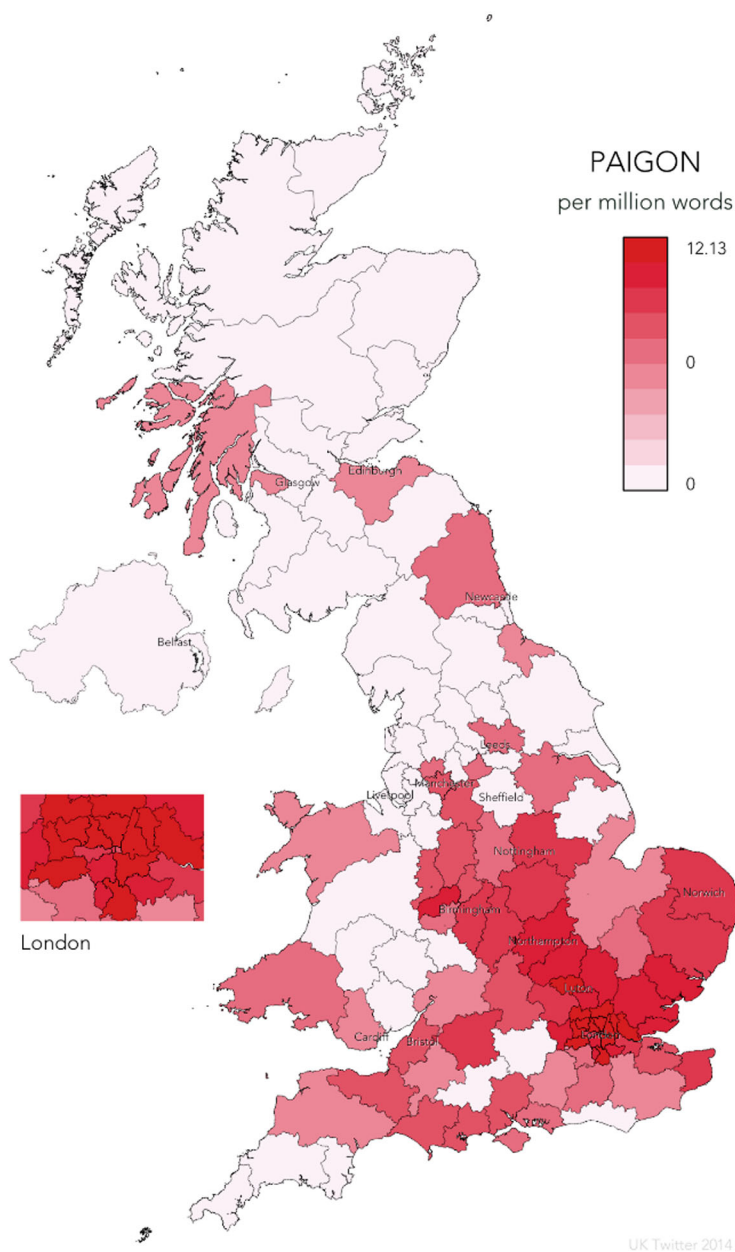 PAIGON
per million words
12.13
0
0
Edinburgh
Glasgow
Newcastle
Belfast
Leeds
Manchester
Liverpool
Sheffield
Nottingham
Norwich
Birmingham
Northampton
Luton
London
Cardiff
Bristol
London
UK Twitter 2014